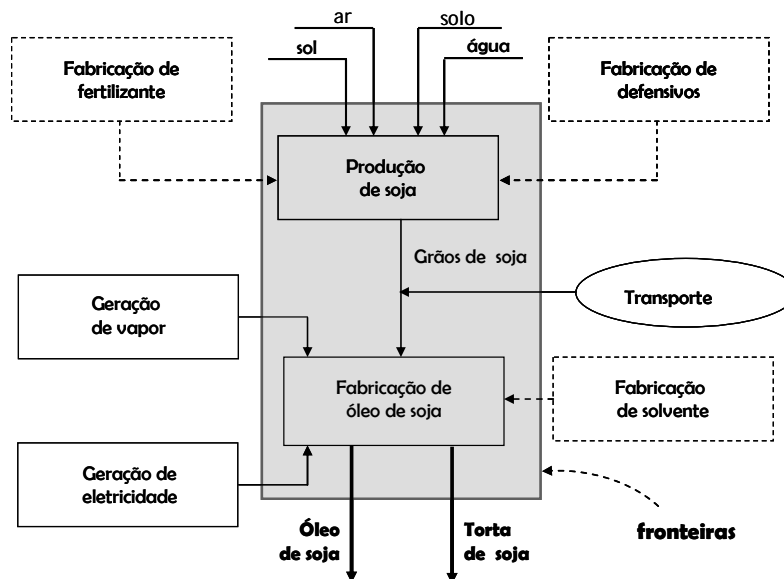 ar
solo
sol
água
Fabricação de
fertilizante
Fabricação de
defensivos
Produção
de soja
Grãos de soja
Geração
de vapor
Transporte
Fabricação de
óleo de soja
Fabricação
de solvente
Geração de
eletricidade
Óleo
de soja
Torta
de soja
fronteiras